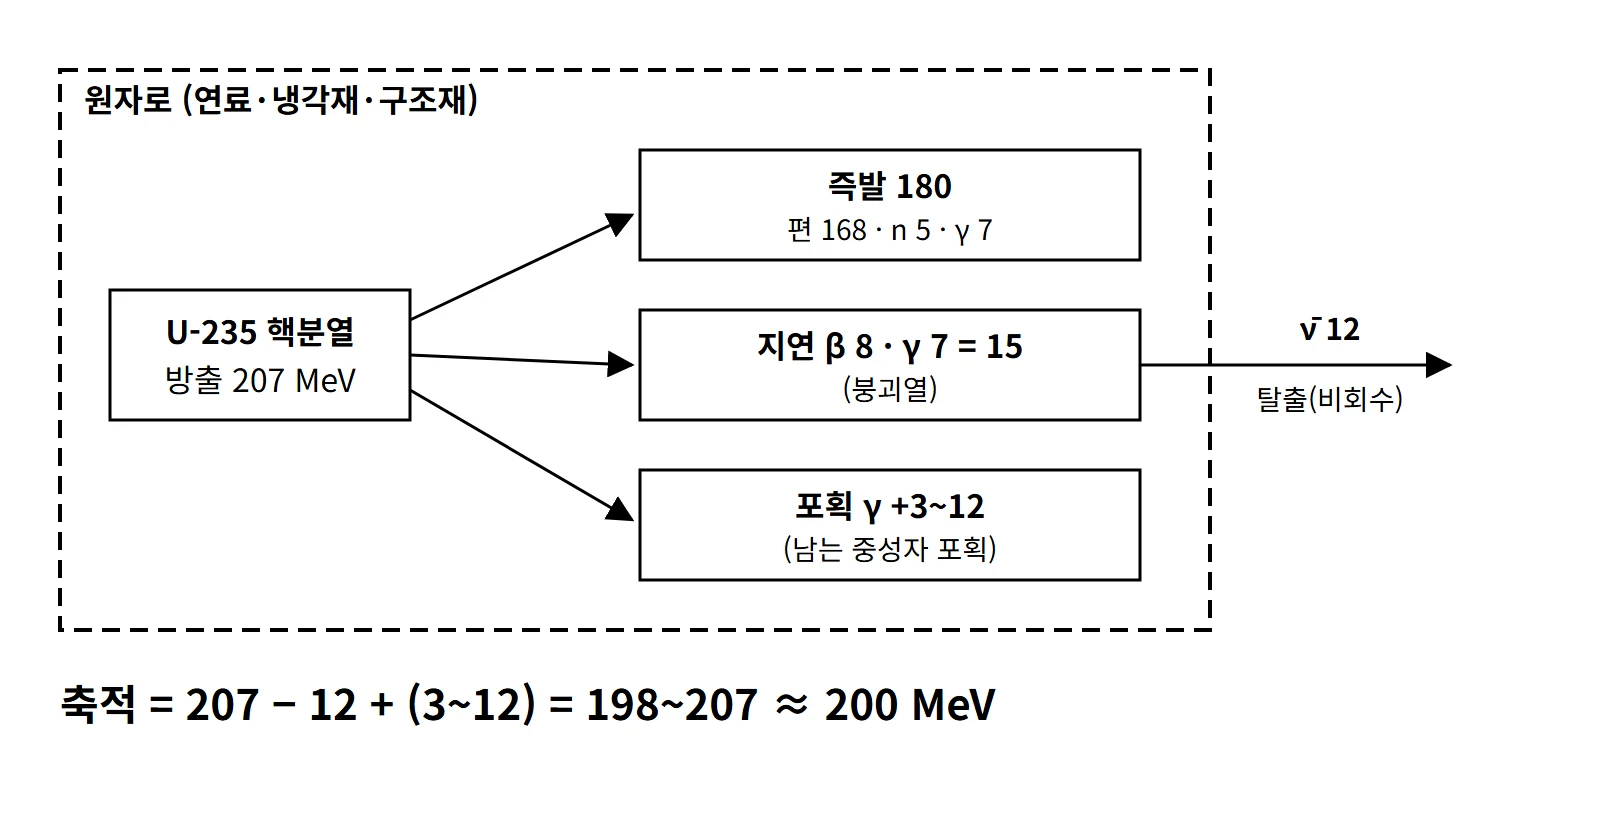 원자로 (연료·냉각재·구조재)
U-235 핵분열
방출 207 MeV
즉발 180
편 168 · n 5 · γ 7
지연 β 8 · γ 7 = 15
(붕괴열)
포획 γ +3~12
(남는 중성자 포획)
ν̄ 12
탈출(비회수)
축적 = 207 − 12 + (3~12) = 198~207 ≈ 200 MeV